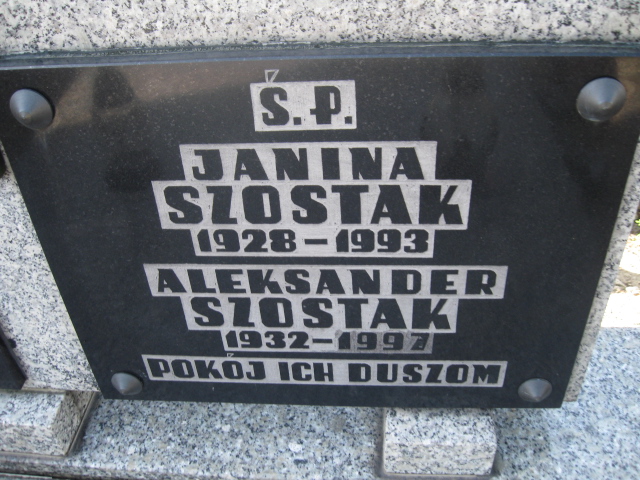 Ś.P.
JANINA
SZOSTAK
1928-1993
ALEKSANDER
SZOSTAK
1932-1997
POKÓJ ICH DUSZOM